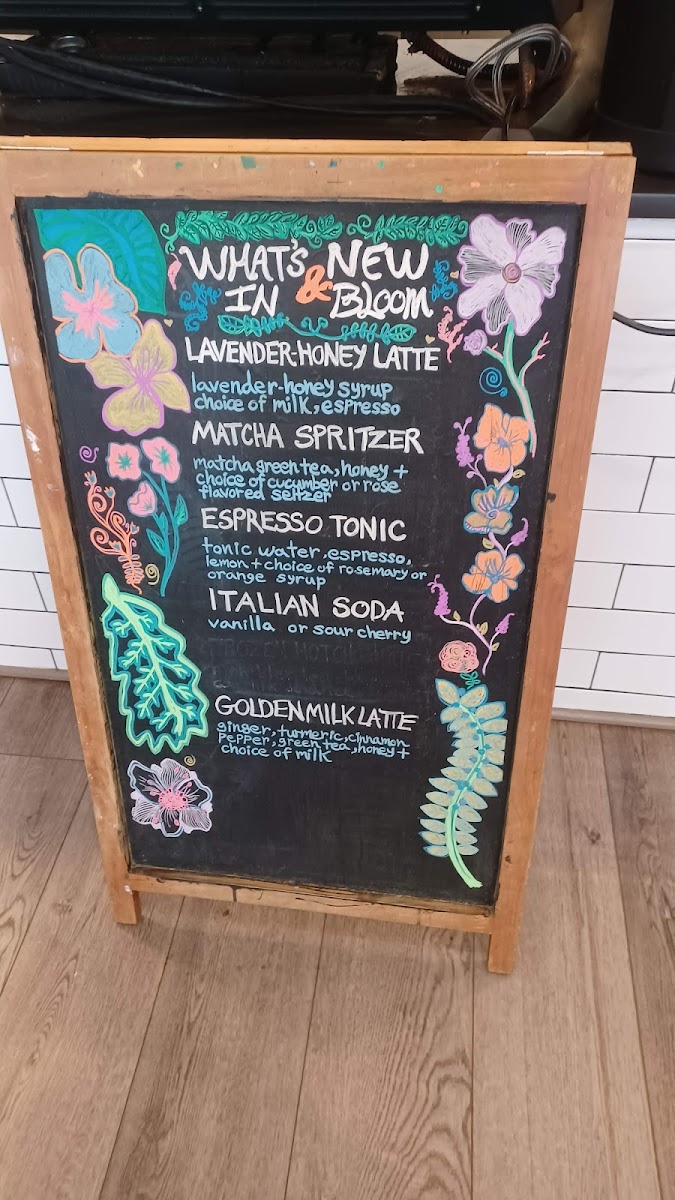 WHAT'S NEW
IN & BLOOM
LAVENDER-HONEY LATTE
lavender-honey syrup
choice of milk, espresso
MATCHA SPRITZER
matcha green tea, honey +
choice of cucumber or rose
flavored seltzer
ESPRESSO TONIC
tonic water, espresso,
lemon + choice of rosemary or
orange syrup
ITALIAN SODA
vanilla or sour cherry
FROZEN
GOLDEN MILK LATTE
ginger, turmeric, cinnamon
pepper, green tea, honey +
choice of milk